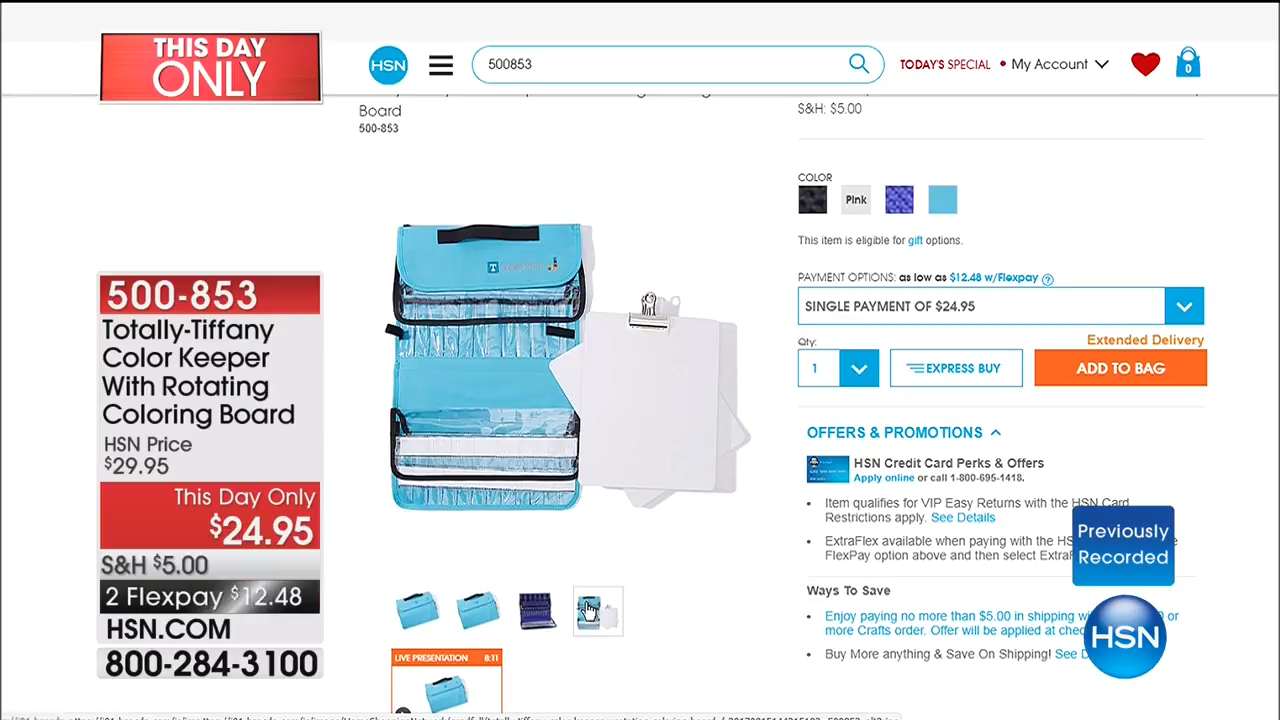 THIS DAY
ONLY
HSN
500853
TODAY'S SPECIAL
My Account
0
Board
500-853
S&H: $5.00
COLOR
Pink
This item is eligible for gift options.
PAYMENT OPTIONS: as low as $12.48 w/Flexpay ?
SINGLE PAYMENT OF $24.95
Extended Delivery
Qty:
1
EXPRESS BUY
ADD TO BAG
OFFERS & PROMOTIONS
HSN Credit Card Perks & Offers
Apply online or call 1-800-695-1418.
• Item qualifies for VIP Easy Returns with the HSN Card
Restrictions apply. See Details
• ExtraFlex available when paying with the HS
FlexPay option above and then select Extra
Ways To Save
• Enjoy paying no more than $5.00 in shipping wi
or
more Crafts order. Offer will be applied at chec
• Buy More anything & Save On Shipping! See D
Previously
Recorded
HSN
500-853
Totally-Tiffany
Color Keeper
With Rotating
Coloring Board
HSN Price
$29.95
This Day Only
$24.95
S&H $5.00
2 Flexpay $12.48
HSN.COM
800-284-3100
LIVE PRESENTATION 8:11